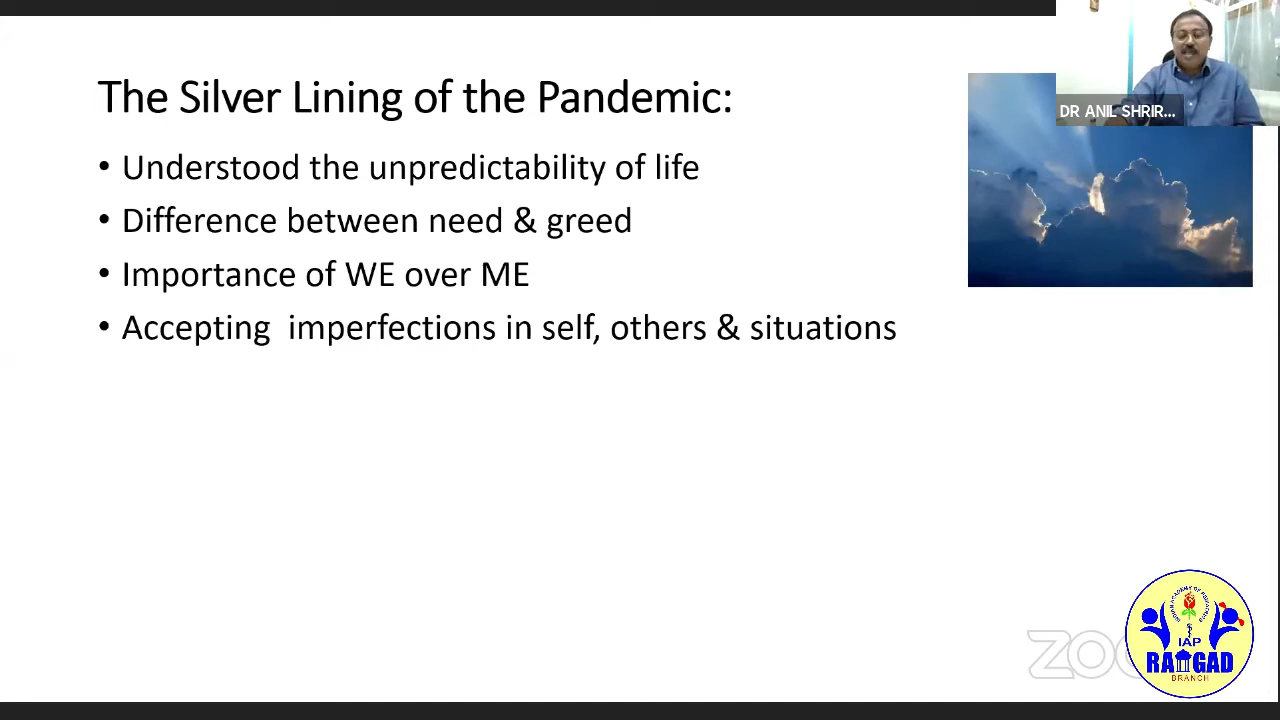 DR ANIL SHRIR...
The Silver Lining of the Pandemic:
• Understood the unpredictability of life
• Difference between need & greed
• Importance of WE over ME
• Accepting  imperfections in self, others & situations
ZOO
IAP
RAIGAD
BRANCH